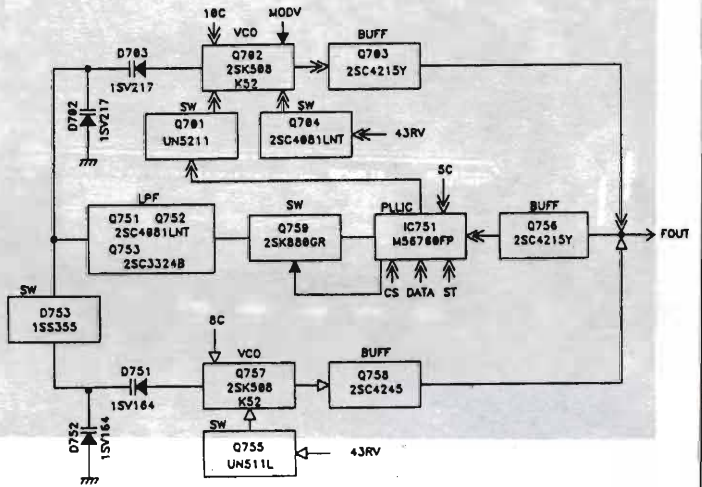 10C
MODV
VCO
BUFF
D703
1SV217
Q702
2SK508
K52
Q703
2SC4215Y
D702
1SV217
SW
Q701
UN5211
SW
Q704
2SC4081LNT
43RV
5C
LPF
Q751 Q752
2SC4081LNT
Q753
2SC3324B
SW
Q759
2SK880GR
PLLIC
IC751
M56760FP
BUFF
Q756
2SC4215Y
FOUT
CS DATA ST
SW
D753
1SS355
8C
VCO
BUFF
D751
1SV164
Q757
2SK508
K52
Q758
2SC4245
D752
1SV164
SW
Q755
UN511L
43RV